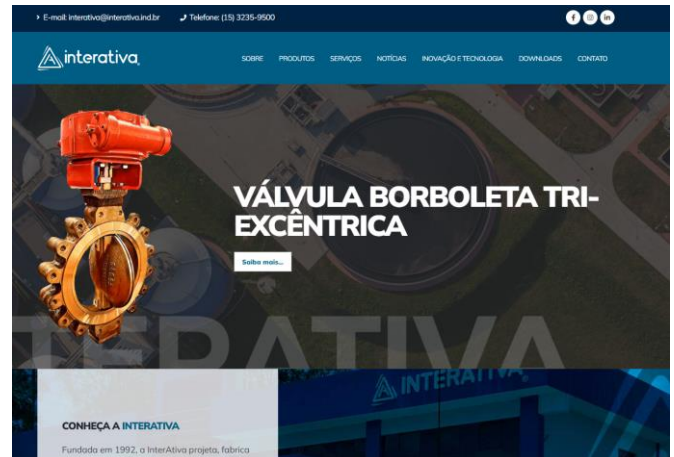 E-mail: interativa@interativa.ind.br
Telefone: (15) 3235-9500
interativa
SOBRE PRODUTOS SERVIÇOS NOTÍCIAS INOVAÇÃO E TECNOLOGIA DOWNLOADS CONTATO
VÁLVULA BORBOLETA TRI-
EXCÊNTRICA
Saiba mais...
TERATIVA
INTERATIVA
CONHEÇA A INTERATIVA
Fundada em 1992, a InterAtiva projeta, fabrica